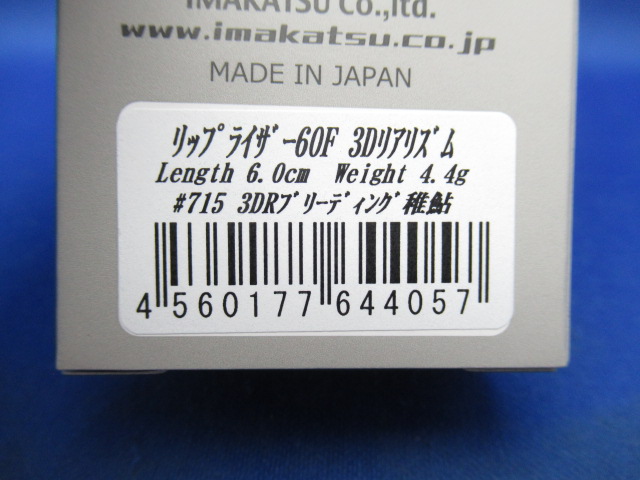 IMAKATSU Co.,ltd.
www.imakatsu.co.jp
MADE IN JAPAN
リップライザー60F 3Dリアリズム
Length 6.0cm Weight 4.4g
#715 3DRブリーディング稚鮎
4 560177 644057